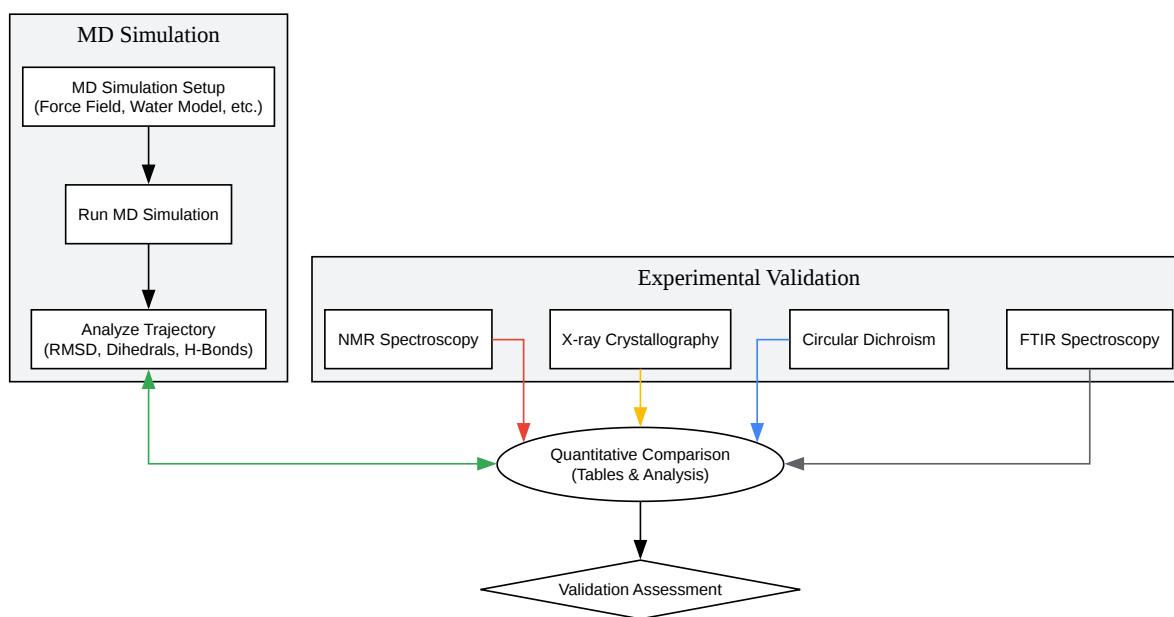 MD Simulation
MD Simulation Setup
(Force Field, Water Model, etc.)
Run MD Simulation
Analyze Trajectory
(RMSD, Dihedrals, H-Bonds)
Experimental Validation
NMR Spectroscopy
X-ray Crystallography
Circular Dichroism
FTIR Spectroscopy
Quantitative Comparison
(Tables & Analysis)
Validation Assessment